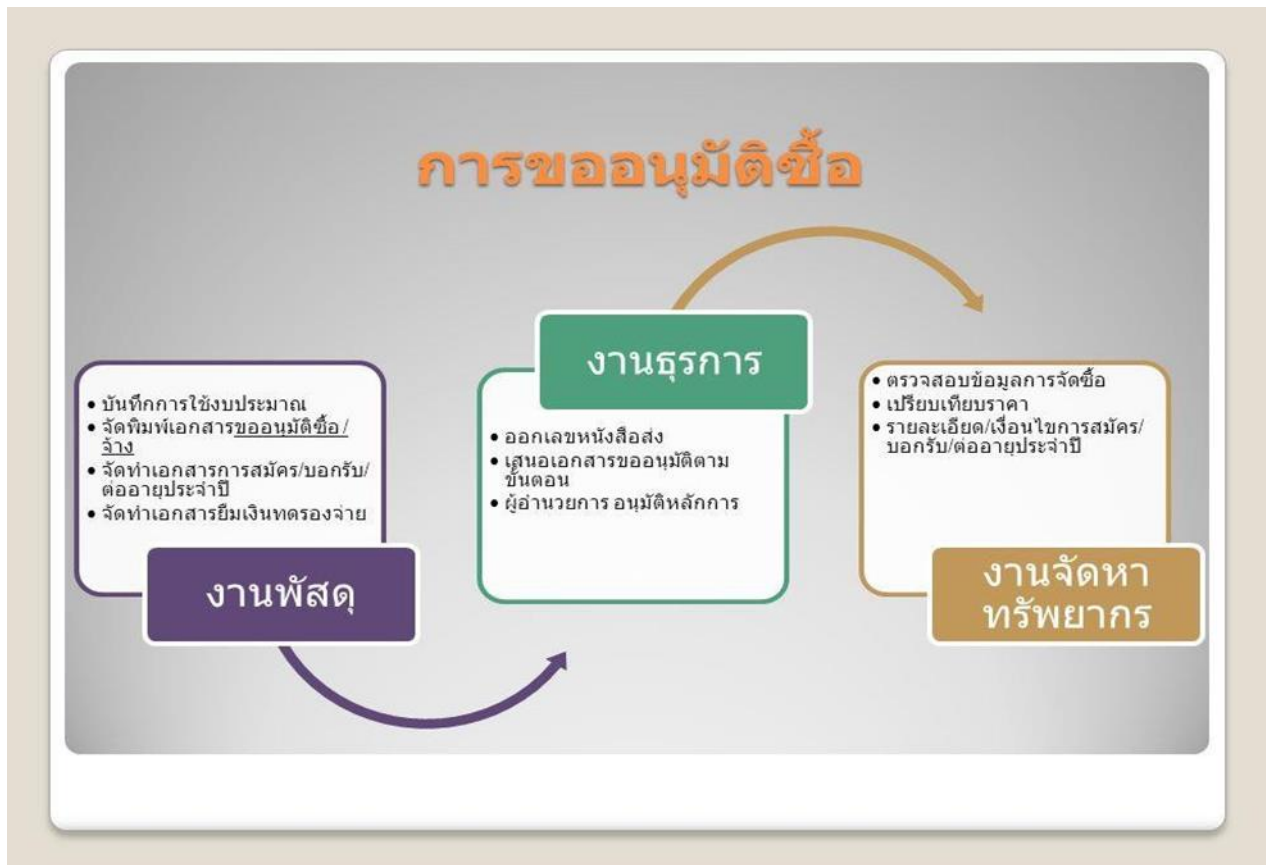 การขออนุมัติซื้อ
• บันทึกการใช้งบประมาณ
• จัดพิมพ์เอกสารขออนุมัติซื้อ/
จ้าง
• จัดทำเอกสารการสมัคร/บอกรับ/
ต่ออายุประจำปี
• จัดทำเอกสารยืมเงินทดรองจ่าย
งานพัสดุ
งานธุรการ
• ออกเลขหนังสือส่ง
• เสนอเอกสารขออนุมัติตาม
ขั้นตอน
• ผู้อำนวยการ อนุมัติหลักการ
• ตรวจสอบข้อมูลการจัดซื้อ
• เปรียบเทียบราคา
• รายละเอียด/เงื่อนไขการสมัคร/
บอกรับ/ต่ออายุประจำปี
งานจัดหา
ทรัพยากร